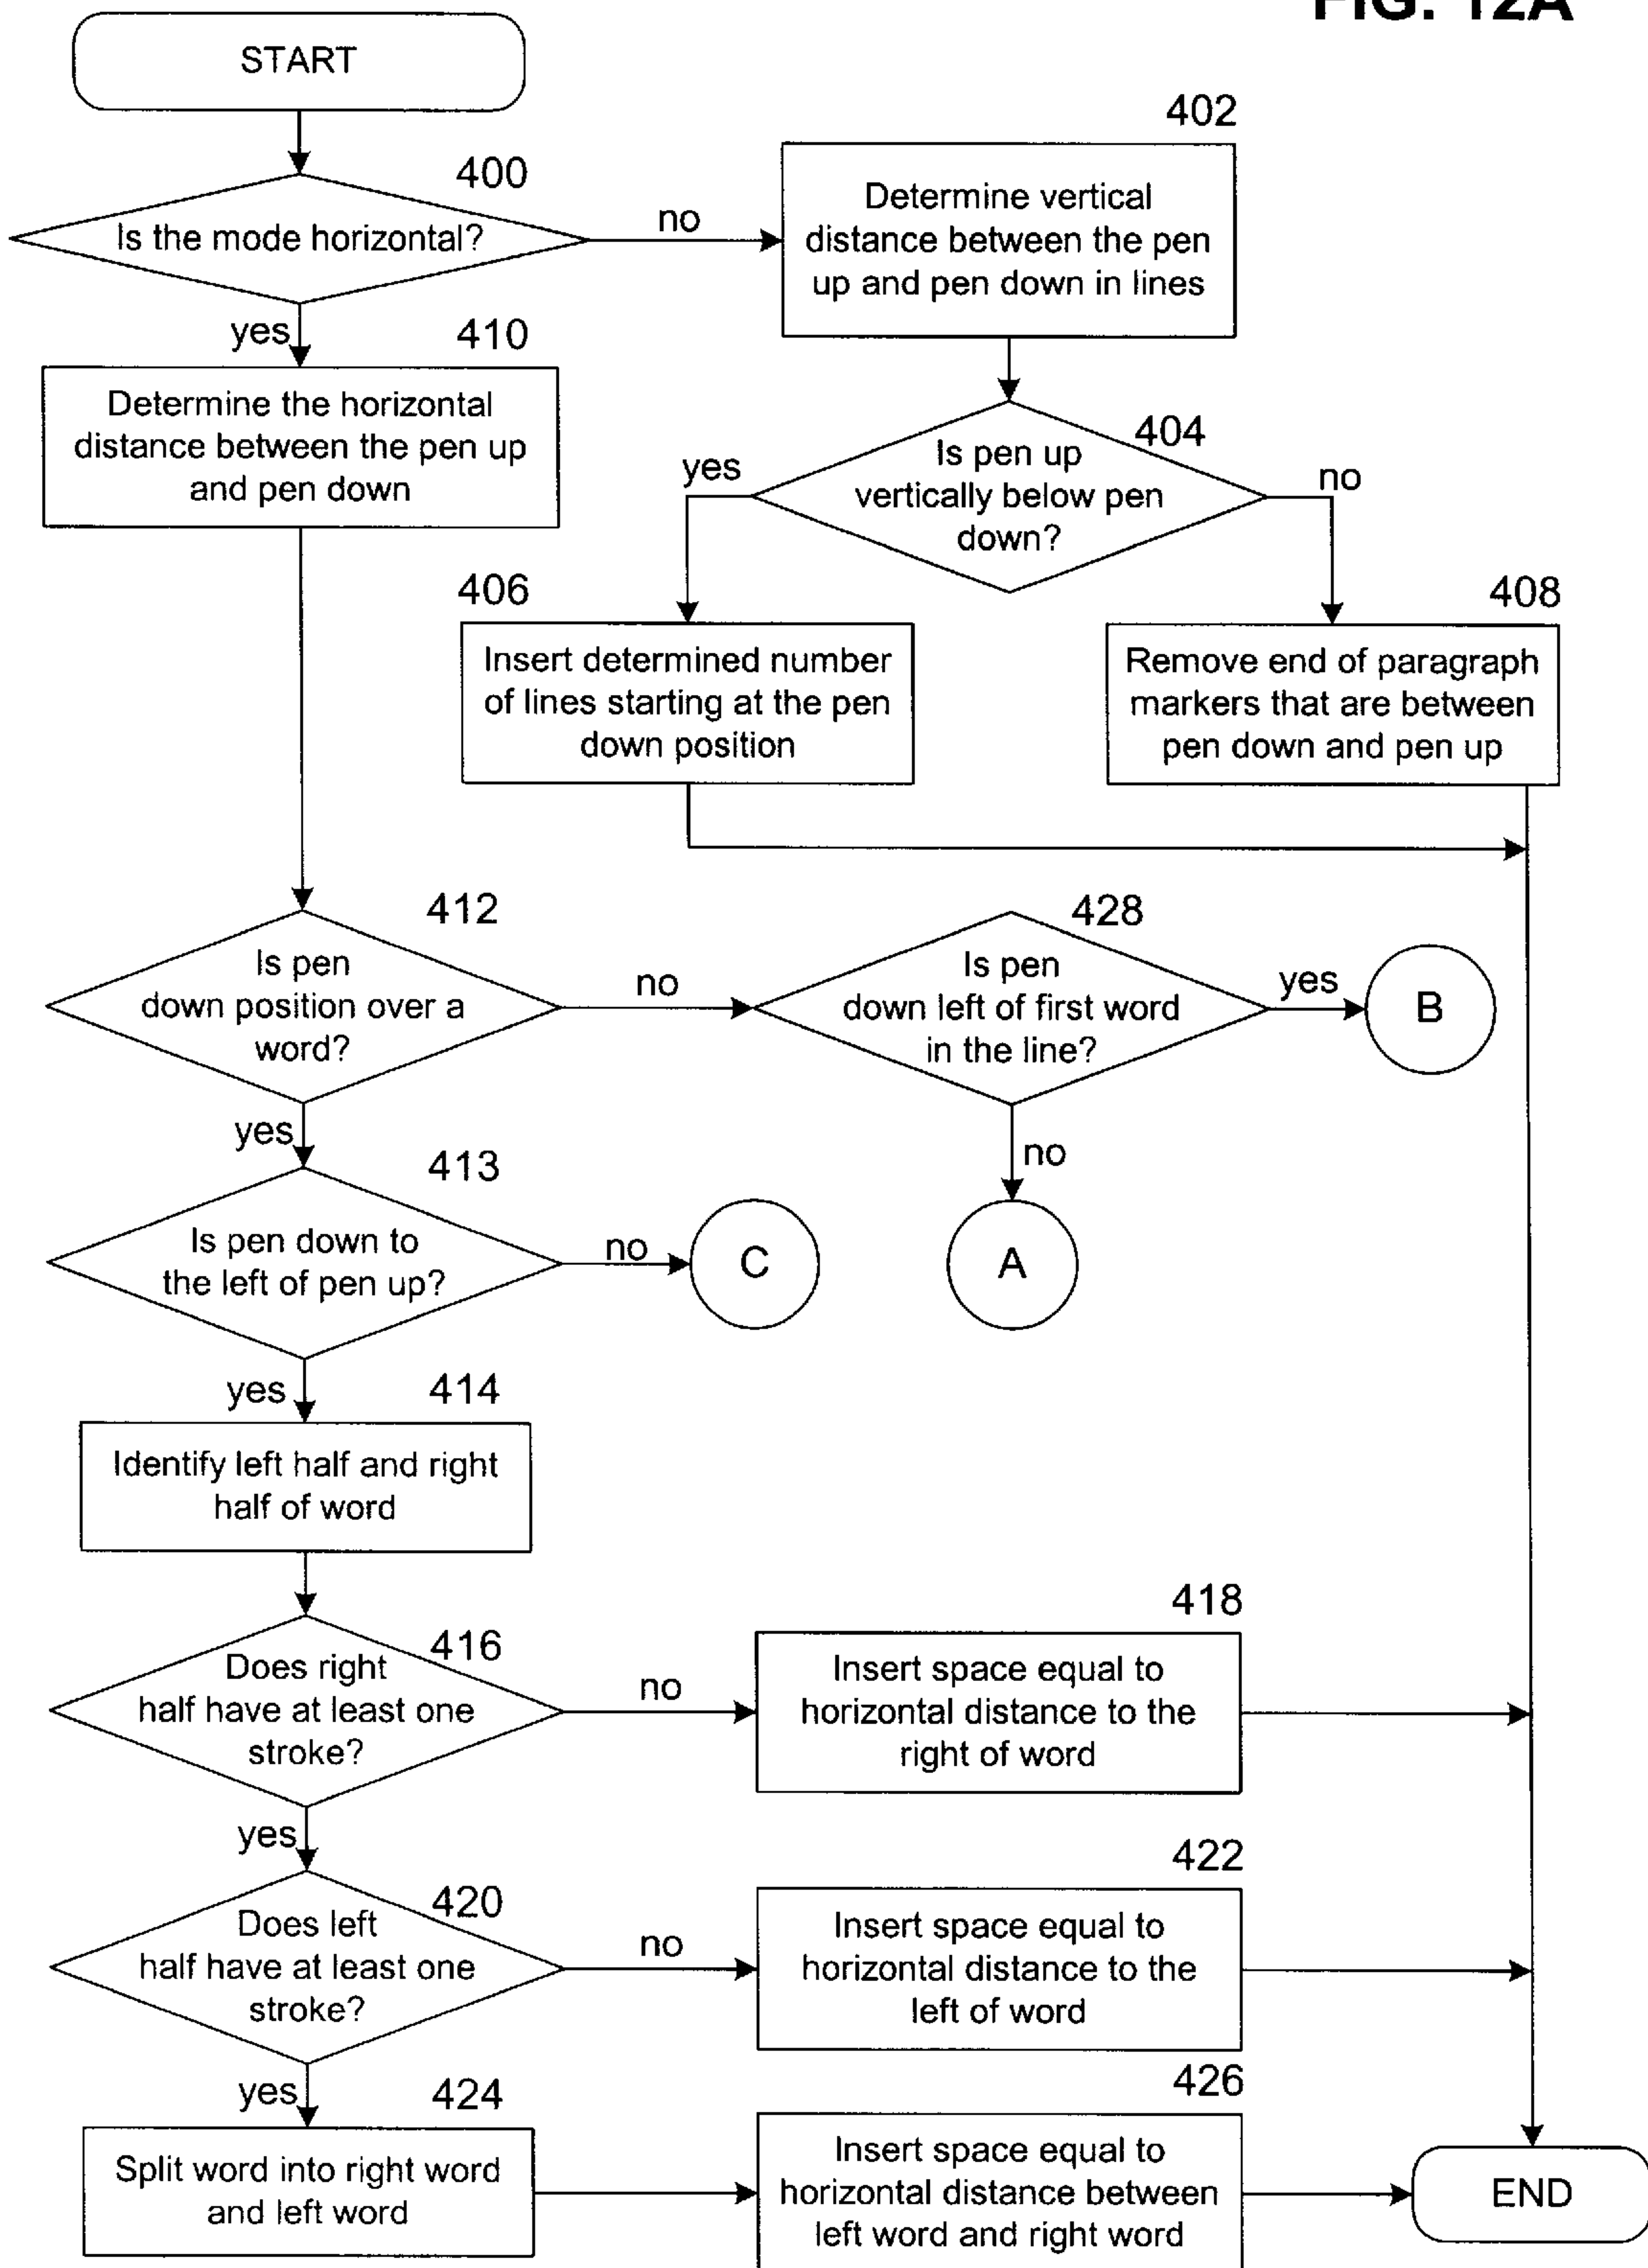 FIG. 12A
START
400
Is the mode horizontal?
no
yes
402
Determine vertical
distance between the pen
up and pen down in lines
410
Determine the horizontal
distance between the pen up
and pen down
404
Is pen up
vertically below pen
down?
yes
no
406
Insert determined number
of lines starting at the pen
down position
408
Remove end of paragraph
markers that are between
pen down and pen up
412
Is pen
down position over a
word?
no
yes
428
Is pen
down left of first word
in the line?
yes
B
no
A
413
Is pen down to
the left of pen up?
no
C
yes
414
Identify left half and right
half of word
416
Does right
half have at least one
stroke?
no
yes
418
Insert space equal to
horizontal distance to the
right of word
420
Does left
half have at least one
stroke?
no
yes
422
Insert space equal to
horizontal distance to the
left of word
424
Split word into right word
and left word
426
Insert space equal to
horizontal distance between
left word and right word
END